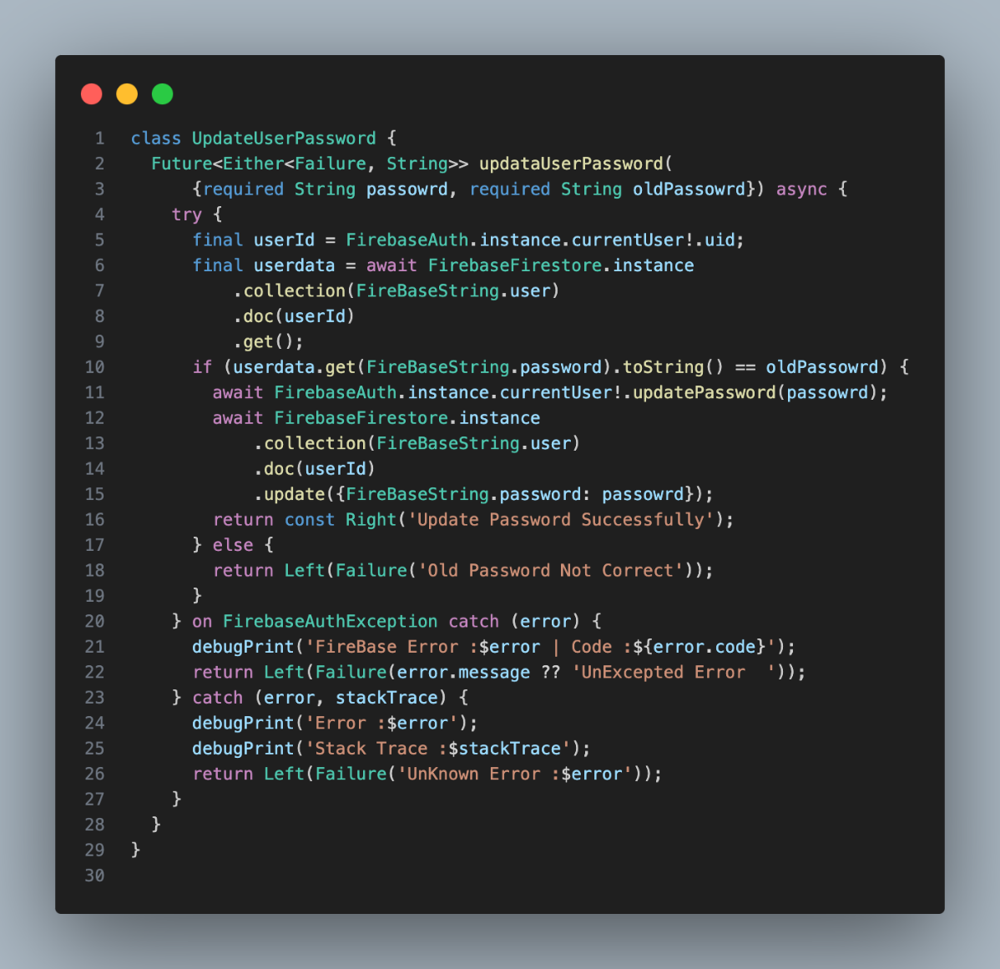 1 class UpdateUserPassword {
2 Future<Either<Failure, String>> updataUserPassword(
3 {required String passowrd, required String oldPassowrd}) async {
4 try {
5 final userId = FirebaseAuth.instance.currentUser!.uid;
6 final userdata = await FirebaseFirestore.instance
7 .collection(FireBaseString.user)
8 .doc(userId)
9 .get();
10 if (userdata.get(FireBaseString.password).toString() == oldPassowrd) {
11 await FirebaseAuth.instance.currentUser!.updatePassword(passowrd);
12 await FirebaseFirestore.instance
13 .collection(FireBaseString.user)
14 .doc(userId)
15 .update({FireBaseString.password: passowrd});
16 return const Right('Update Password Successfully');
17 } else {
18 return Left(Failure('Old Password Not Correct'));
19 }
20 } on FirebaseAuthException catch (error) {
21 debugPrint('FireBase Error :$error | Code :${error.code}');
22 return Left(Failure(error.message ?? 'UnExcepted Error  '));
23 } catch (error, stackTrace) {
24 debugPrint('Error :$error');
25 debugPrint('Stack Trace :$stackTrace');
26 return Left(Failure('UnKnown Error :$error'));
27 }
28 }
29 }
30